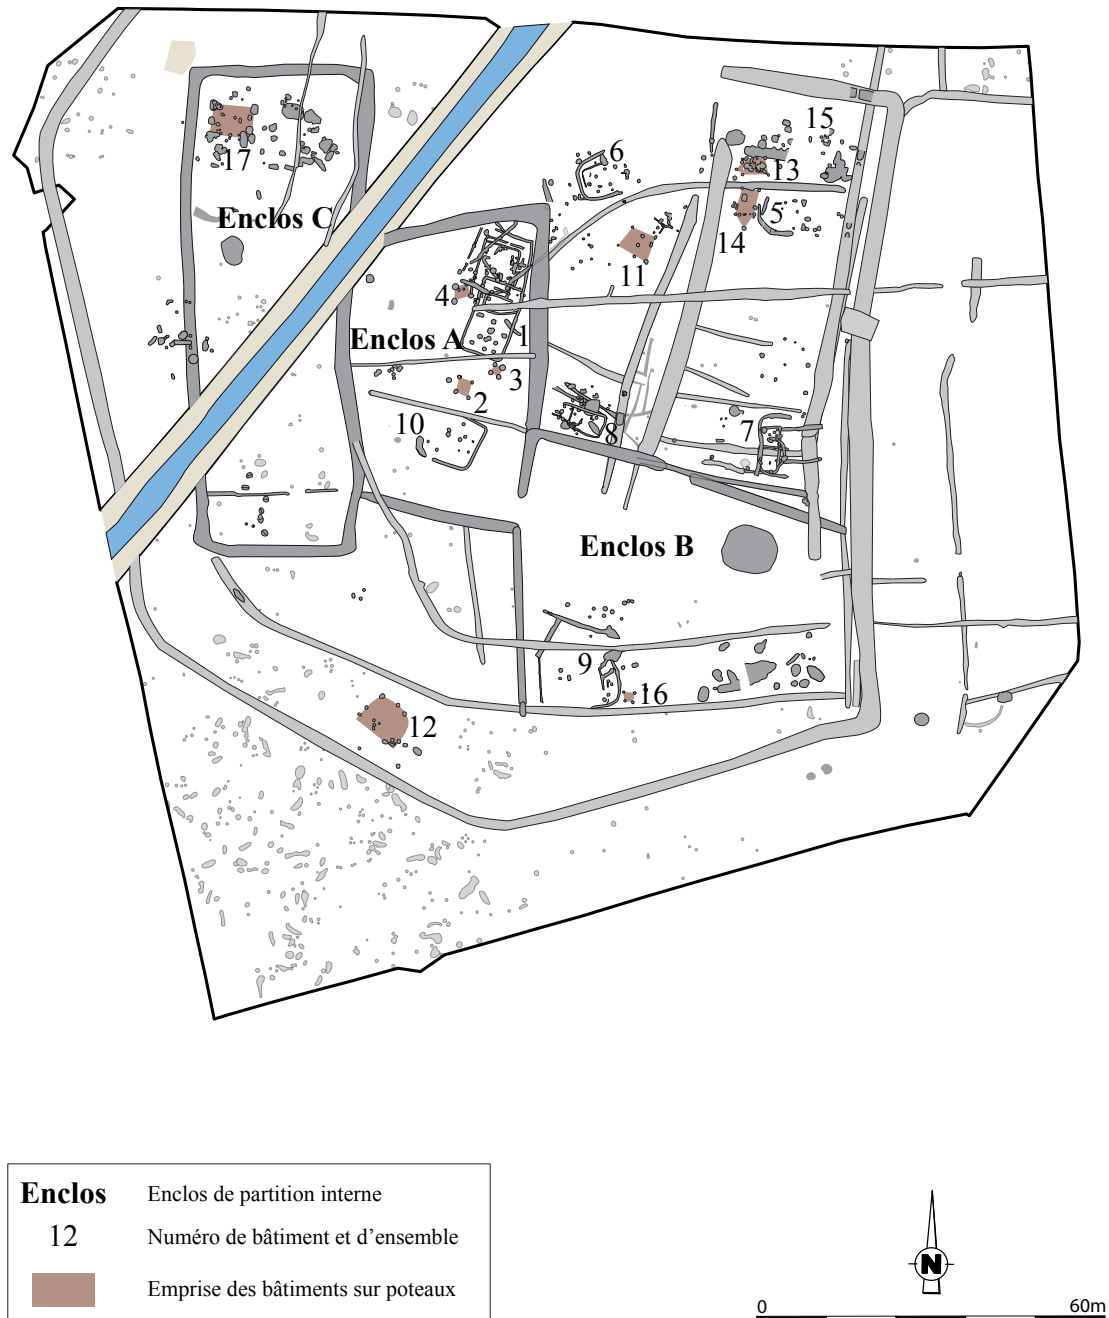 15
6
13
17
5
Enclos C
14
11
4
Enclos A
1
3
2
10
8
7
Enclos B
9
16
12
Enclos Enclos de partition interne
12 Numéro de bâtiment et d’ensemble
Emprise des bâtiments sur poteaux
N
0 60m